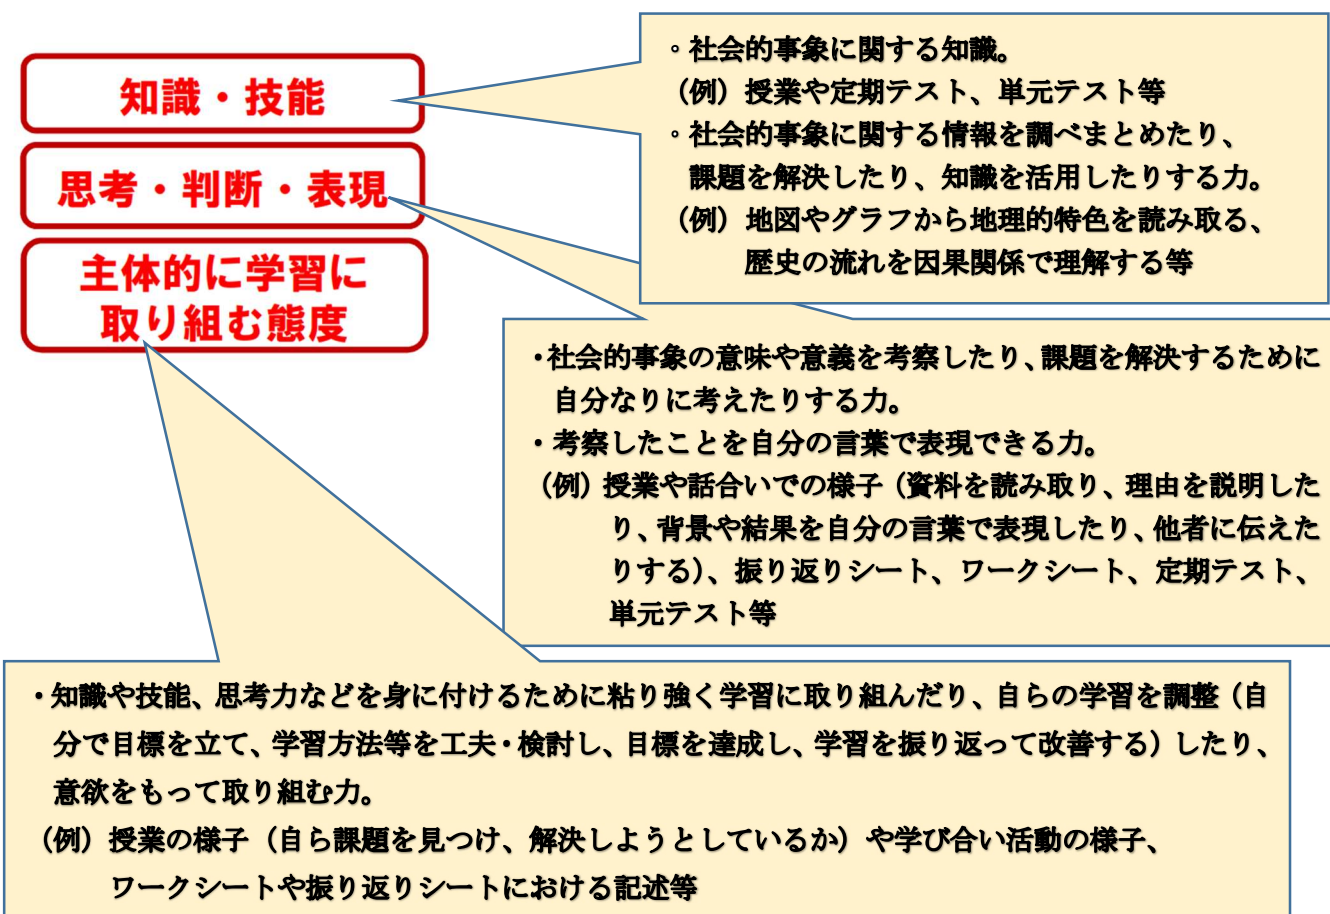 知識・技能
思考・判断・表現
主体的に学習に
取り組む態度
◦社会的事象に関する知識。
（例）授業や定期テスト、単元テスト等
◦社会的事象に関する情報を調べまとめたり、
課題を解決したり、知識を活用したりする力。
（例）地図やグラフから地理的特色を読み取る、
歴史の流れを因果関係で理解する等
・社会的事象の意味や意義を考察したり、課題を解決するために
自分なりに考えたりする力。
・考察したことを自分の言葉で表現できる力。
（例）授業や話合いでの様子（資料を読み取り、理由を説明した
り、背景や結果を自分の言葉で表現したり、他者に伝えた
りする）、振り返りシート、ワークシート、定期テスト、
単元テスト等
・知識や技能、思考力などを身に付けるために粘り強く学習に取り組んだり、自らの学習を調整（自
分で目標を立て、学習方法等を工夫・検討し、目標を達成し、学習を振り返って改善する）したり、
意欲をもって取り組む力。
（例）授業の様子（自ら課題を見つけ、解決しようとしているか）や学び合い活動の様子、
ワークシートや振り返りシートにおける記述等